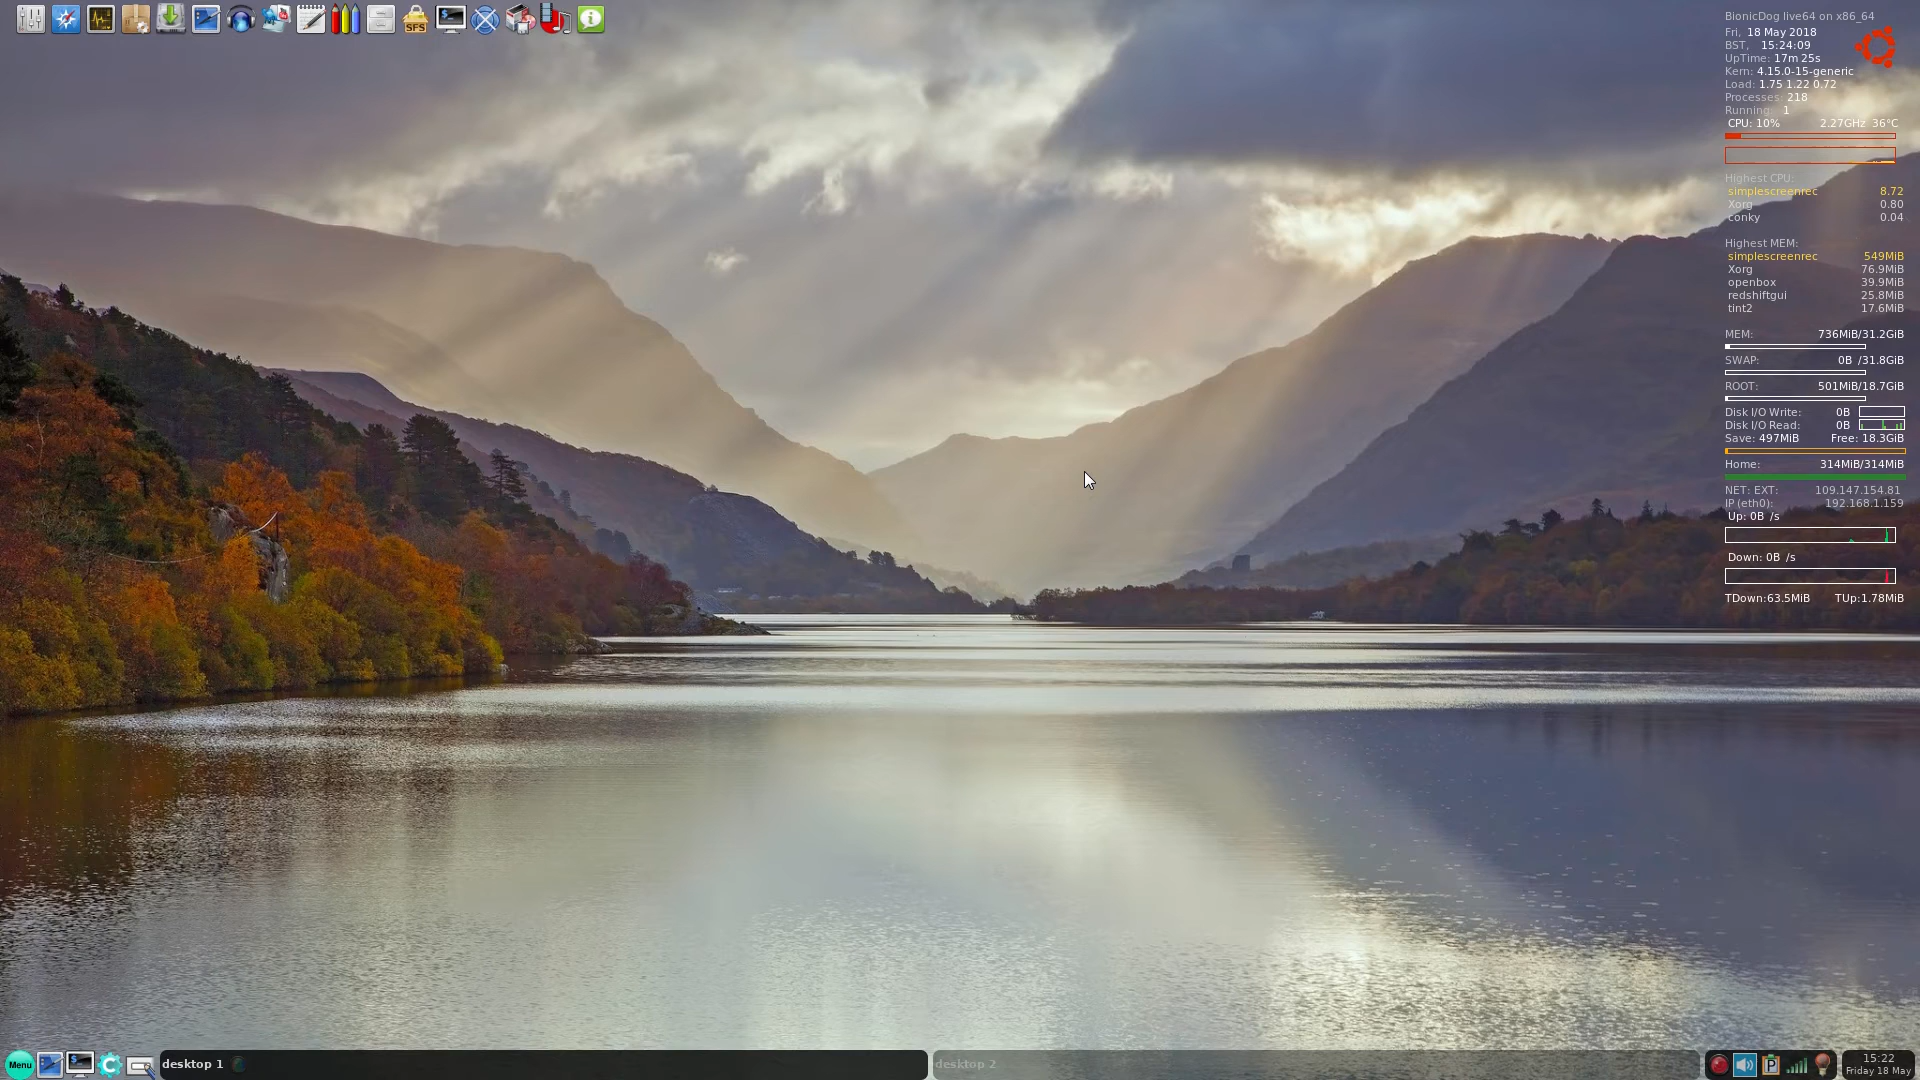 SFS
BionicDog live64 on x86_64
Fri, 18 May 2018
BST, 15:24:09
UpTime: 17m 25s
Kern: 4.15.0-15-generic
Load: 1.75 1.22 0.72
Processes: 218
Running: 1
CPU: 10% 2.27GHz 36°C
Highest CPU:
simplescreenrec 8.72
Xorg 0.80
conky 0.04
Highest MEM:
simplescreenrec 549MiB
Xorg 76.9MiB
openbox 39.9MiB
redshiftgui 25.8MiB
tint2 17.6MiB
MEM: 736MiB/31.2GiB
SWAP: 0B /31.8GiB
ROOT: 501MiB/18.7GiB
Disk I/O Write: 0B
Disk I/O Read: 0B
Save: 497MiB Free: 18.3GiB
Home: 314MiB/314MiB
NET: EXT: 109.147.154.81
IP (eth0): 192.168.1.159
Up: 0B /s
Down: 0B /s
TDown:63.5MiB TUp:1.78MiB
Menu desktop 1 desktop 2 P 15:22
Friday 18 May